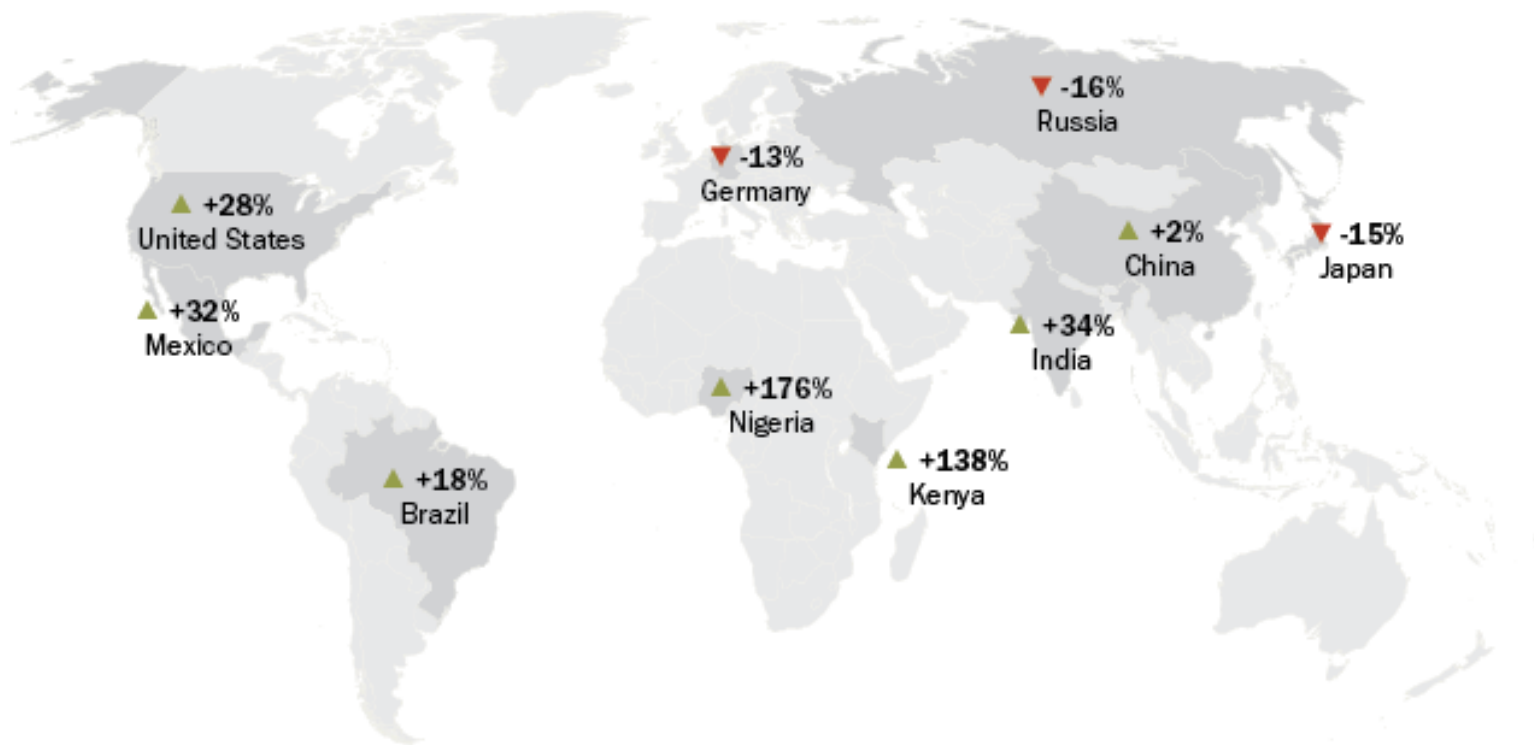 -16%
Russia
-13%
Germany
+28%
United States
+2%
China
-15%
Japan
+32%
Mexico
+34%
India
+176%
Nigeria
+138%
Kenya
+18%
Brazil